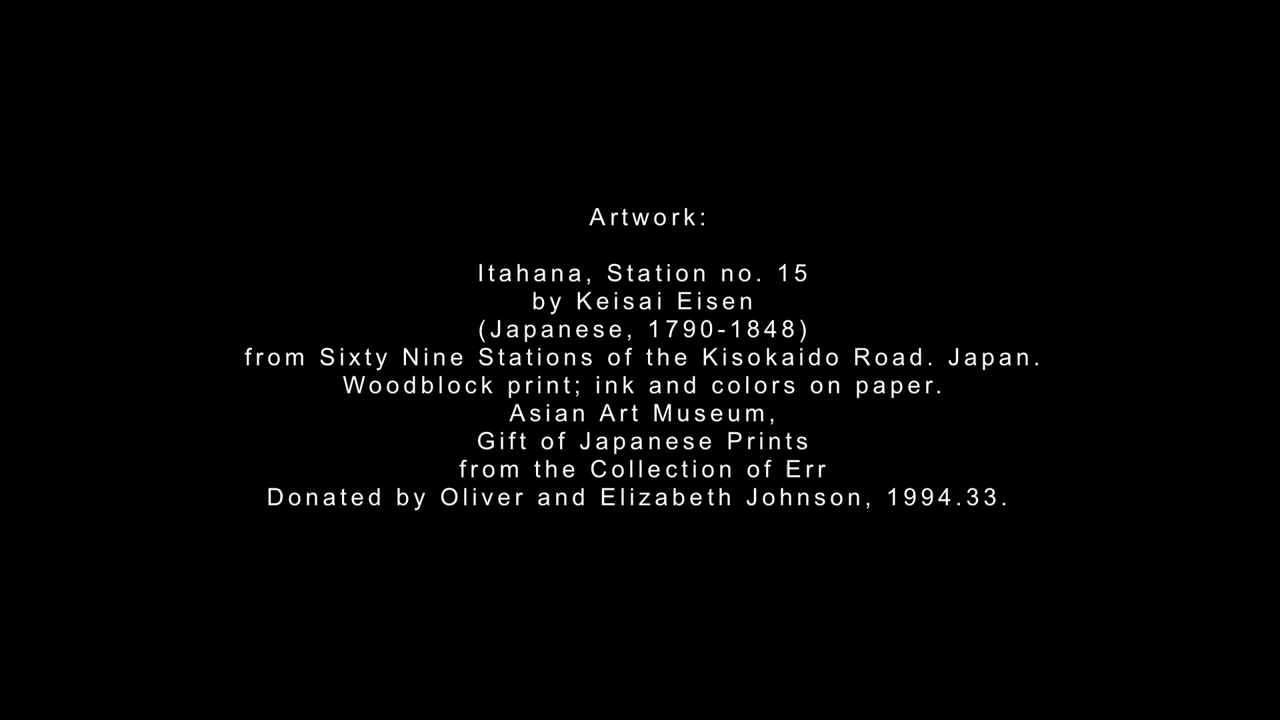 Artwork:
Itahana, Station no. 15
by Keisai Eisen
(Japanese, 1790-1848)
from Sixty Nine Stations of the Kisokaido Road. Japan.
Woodblock print; ink and colors on paper.
Asian Art Museum,
Gift of Japanese Prints
from the Collection of Err
Donated by Oliver and Elizabeth Johnson, 1994.33.